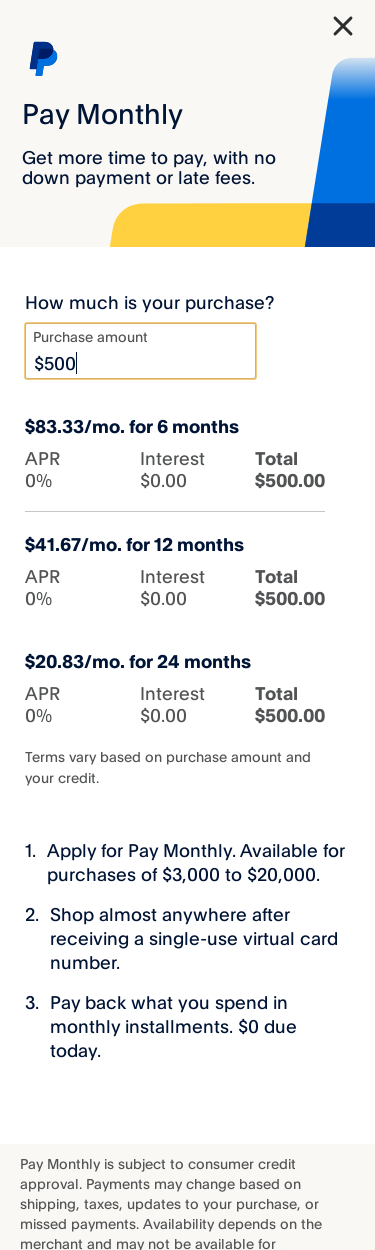 Pay Monthly
Get more time to pay, with no
down payment or late fees.
How much is your purchase?
Purchase amount
$500
$83.33/mo. for 6 months
APR Interest Total
0% $0.00 $500.00
$41.67/mo. for 12 months
APR Interest Total
0% $0.00 $500.00
$20.83/mo. for 24 months
APR Interest Total
0% $0.00 $500.00
Terms vary based on purchase amount and
your credit.
1. Apply for Pay Monthly. Available for
purchases of $3,000 to $20,000.
2. Shop almost anywhere after
receiving a single-use virtual card
number.
3. Pay back what you spend in
monthly installments. $0 due
today.
Pay Monthly is subject to consumer credit
approval. Payments may change based on
shipping, taxes, updates to your purchase, or
missed payments. Availability depends on the
merchant and may not be available for